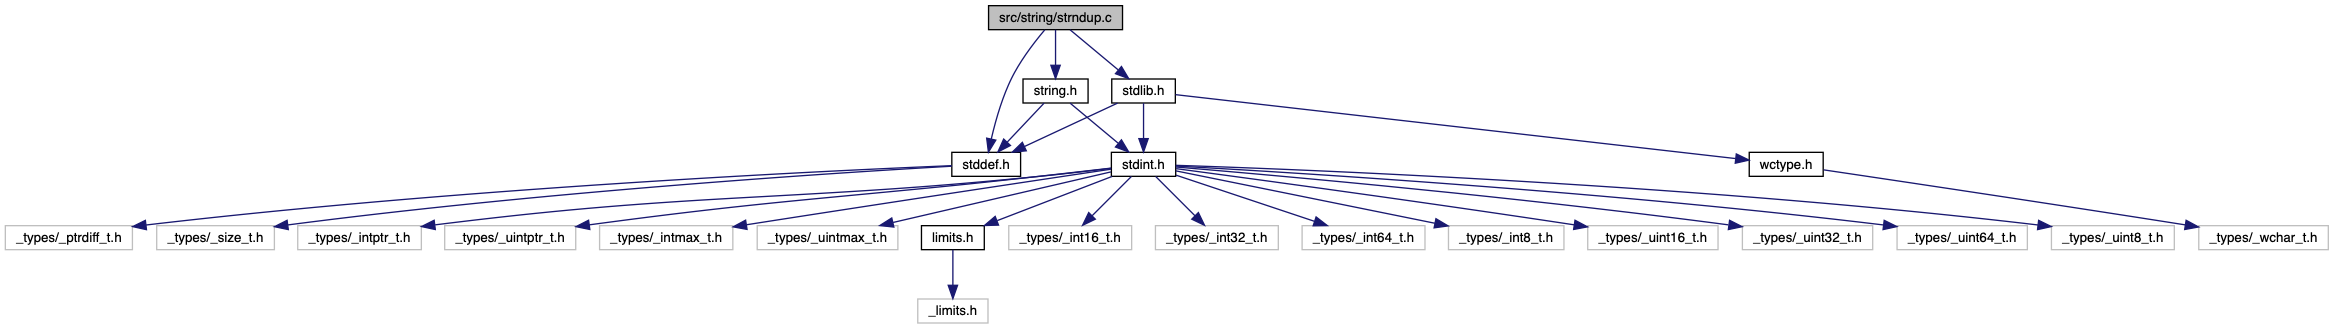 src/string/strndup.c
string.h
stdlib.h
stddef.h
stdint.h
wctype.h
_types/_ptrdiff_t.h
_types/_size_t.h
_types/_intptr_t.h
_types/_uintptr_t.h
_types/_intmax_t.h
_types/_uintmax_t.h
limits.h
_types/_int16_t.h
_types/_int32_t.h
_types/_int64_t.h
_types/_int8_t.h
_types/_uint16_t.h
_types/_uint32_t.h
_types/_uint64_t.h
_types/_uint8_t.h
_types/_wchar_t.h
_limits.h